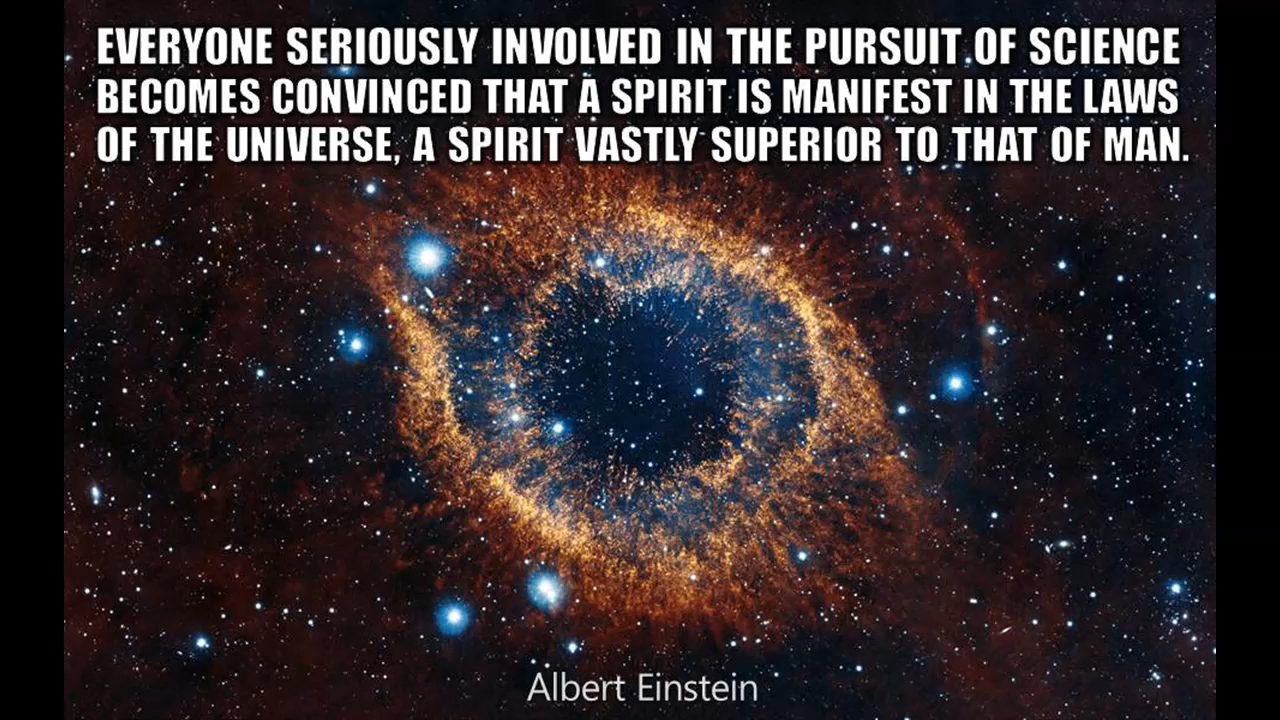 EVERYONE SERIOUSLY INVOLVED IN THE PURSUIT OF SCIENCE
BECOMES CONVINCED THAT A SPIRIT IS MANIFEST IN THE LAWS
OF THE UNIVERSE, A SPIRIT VASTLY SUPERIOR TO THAT OF MAN.
Albert Einstein